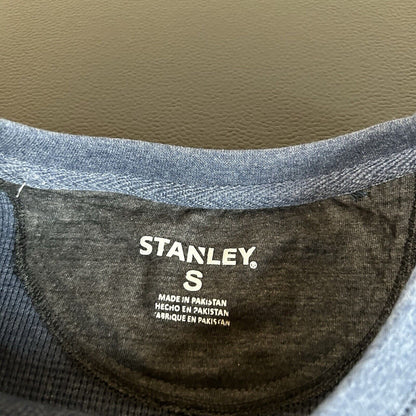 STANLEY®
S
MADE IN PAKISTAN
HECHO EN PAKISTAN
FABRIQUE EN PAKISTAN